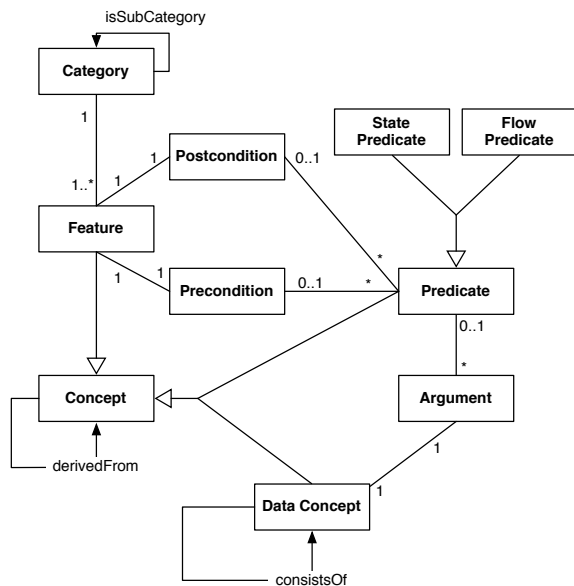 isSubCategory
Category
1
State
Predicate
Flow
Predicate
1
Postcondition
0..1
1..*
1
Feature
*
1
1
Precondition
0..1
*
Predicate
0..1
*
Concept
Argument
derivedFrom
1
1
Data Concept
consistsOf